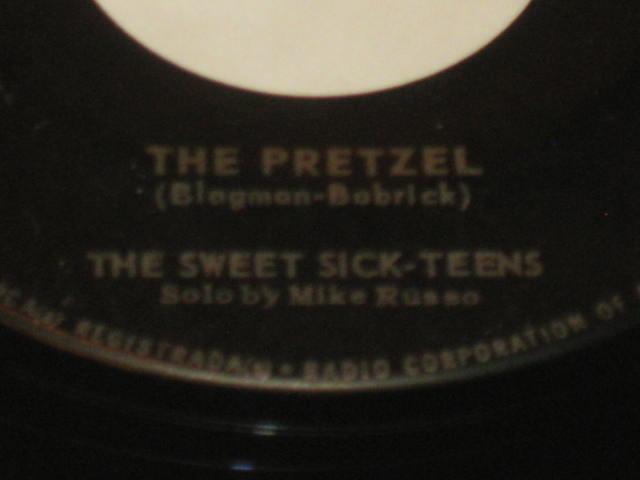 THE PRETZEL
(Blagman-Bobrick)
THE SWEET SICK-TEENS
Solo by Mike Russo
REGISTRADA(S) • RADIO CORPORATION OF